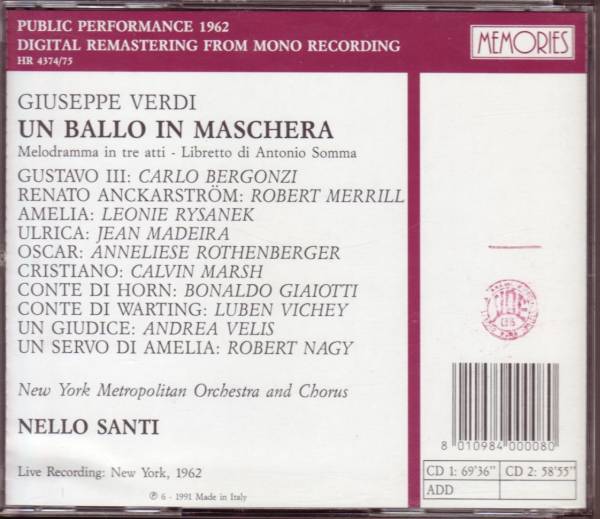 PUBLIC PERFORMANCE 1962
DIGITAL REMASTERING FROM MONO RECORDING
HR 4374/75
MEMORIES
GIUSEPPE VERDI
UN BALLO IN MASCHERA
Melodramma in tre atti - Libretto di Antonio Somma
GUSTAVO III: CARLO BERGONZI
RENATO ANCKARSTRÖM: ROBERT MERRILL
AMELIA: LEONIE RYSANEK
ULRICA: JEAN MADEIRA
OSCAR: ANNELIESE ROTHENBERGER
CRISTIANO: CALVIN MARSH
CONTE DI HORN: BONALDO GIAIOTTI
CONTE DI WARTING: LUBEN VICHEY
UN GIUDICE: ANDREA VELIS
UN SERVO DI AMELIA: ROBERT NAGY
New York Metropolitan Orchestra and Chorus
NELLO SANTI
Live Recording: New York, 1962
℗ 6 - 1991 Made in Italy
8 010984 000080
CD 1: 69'36" CD 2: 58'55"
ADD